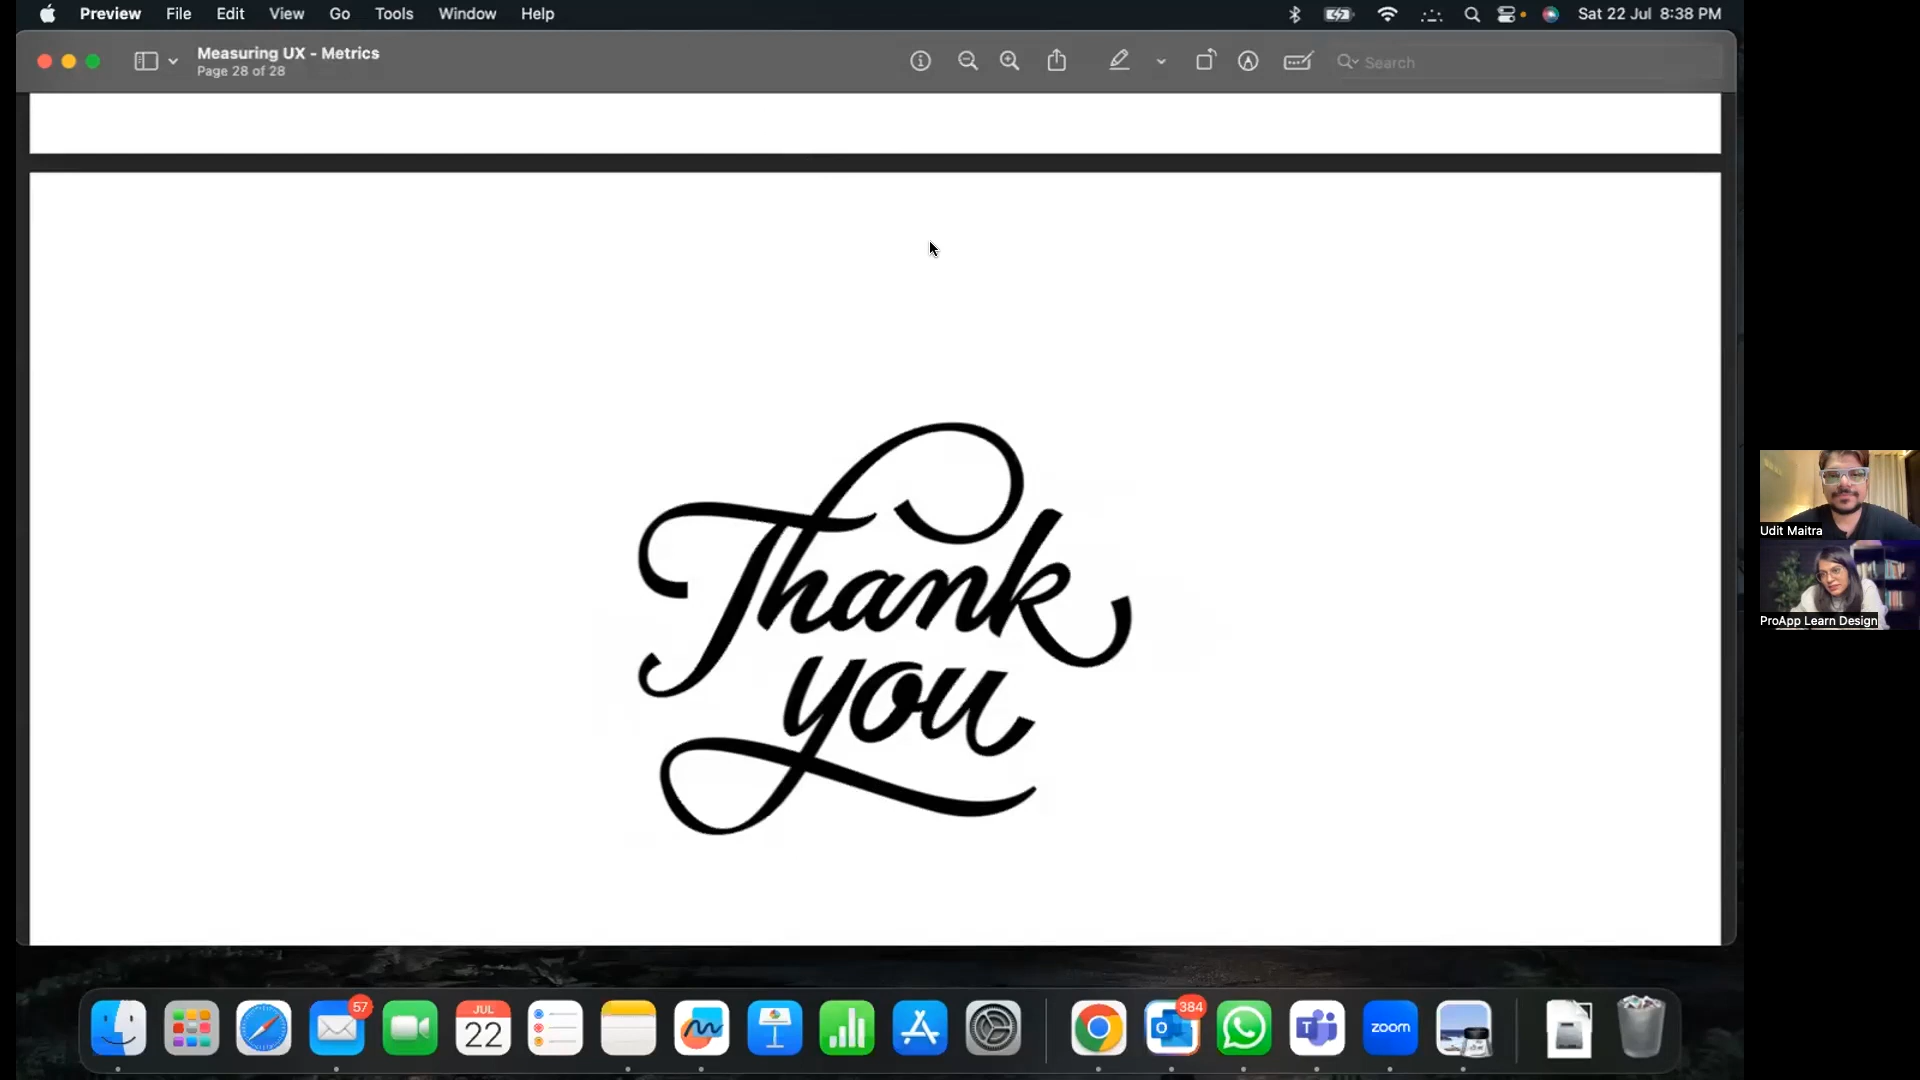 Preview File Edit View Go Tools Window Help Sat 22 Jul 8:38 PM
Measuring UX - Metrics
Page 28 of 28
Search
Thank
you
Udit Maitra
ProApp Learn Design
57
JUL
22
384
zoom